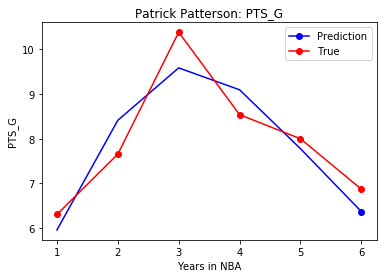 Patrick Patterson: PTS_G
Prediction
True
PTS_G
10
9
8
7
6
1 2 3 4 5 6
Years in NBA